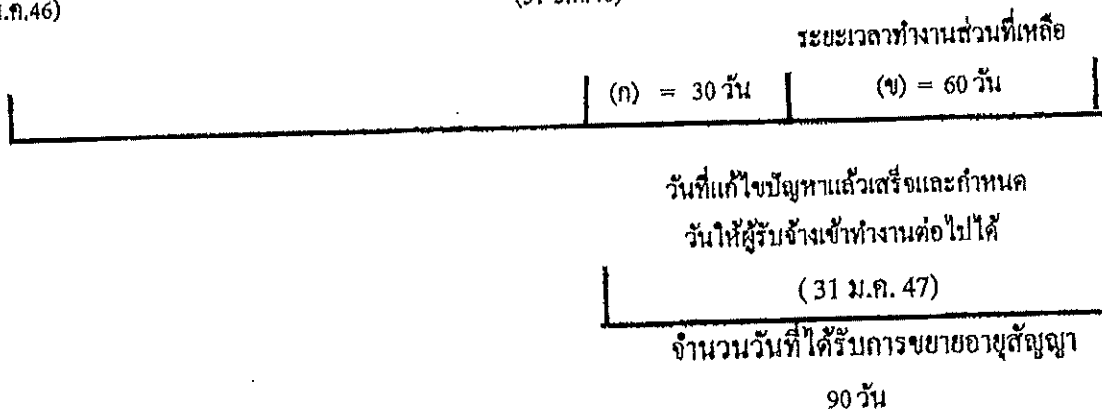 .ค.46)
ระยะเวลาทำงานส่วนที่เหลือ
(ก) = 30 วัน
(ข) = 60 วัน
วันที่แก้ไขปัญหาแล้วเสร็จและกำหนด
วันให้ผู้รับจ้างเข้าทำงานต่อไปได้
( 31 ม.ค. 47)
จำนวนวันที่ได้รับการขยายอายุสัญญา
90 วัน